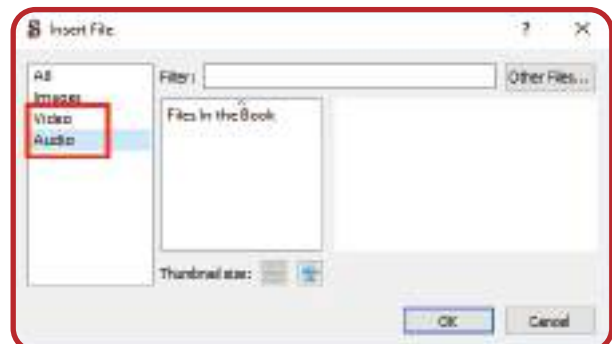 Insert File
? ×
All
Filter:
Other Files...
Images
Video
Audio
Files In the Book
Thumbnail size:
OK
Cancel